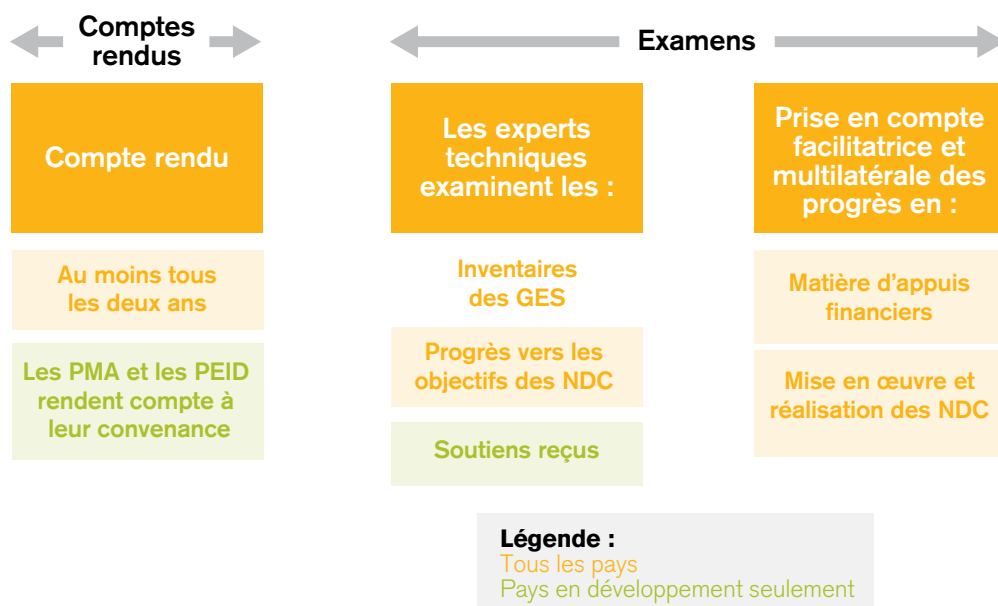 Comptes
rendus
Compte rendu
Au moins tous
les deux ans
Les PMA et les PEID
rendent compte à
leur convenance
Examens
Les experts
techniques
examinent les :
Inventaires
des GES
Progrès vers les
objectifs des NDC
Soutiens reçus
Prise en compte
facilitatrice et
multilatérale des
progrès en :
Matière d'appuis
financiers
Mise en œuvre et
réalisation des NDC
Légende :
Tous les pays
Pays en développement seulement